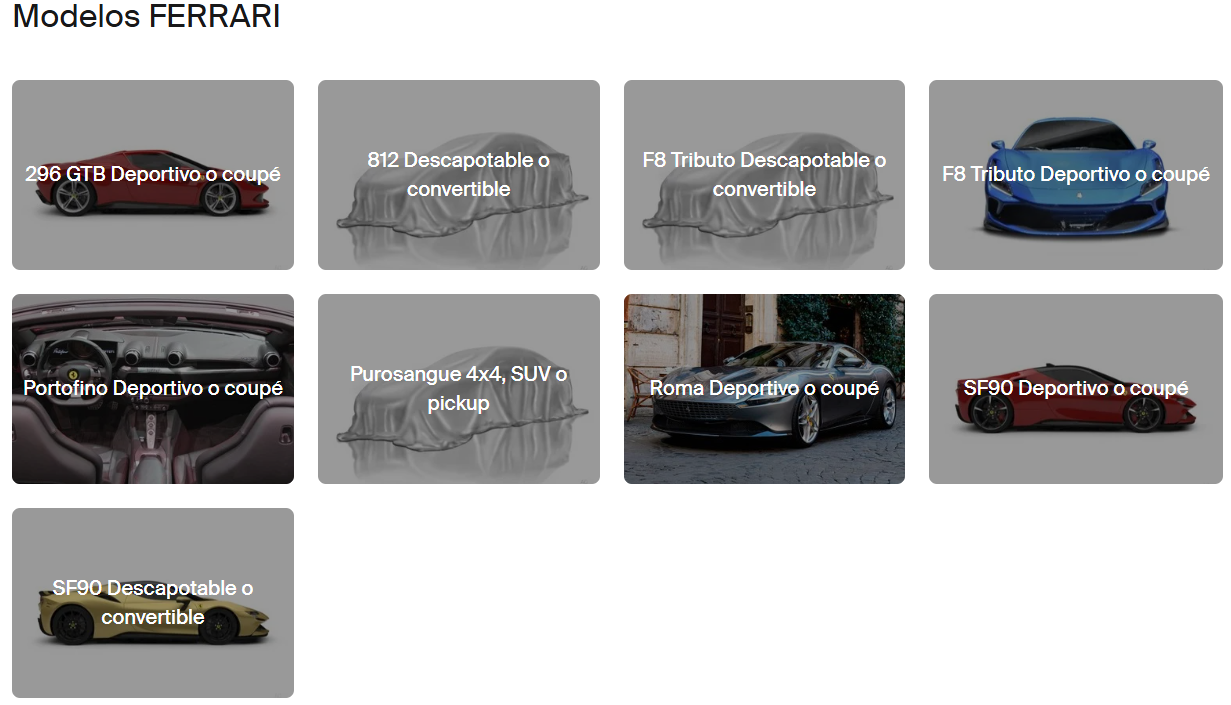 Modelos FERRARI
296 GTB Deportivo o coupé
812 Descapotable o
convertible
F8 Tributo Descapotable o
convertible
F8 Tributo Deportivo o coupé
Portofino Deportivo o coupé
Purosangue 4x4, SUV o
pickup
Roma Deportivo o coupé
SF90 Deportivo o coupé
SF90 Descapotable o
convertible